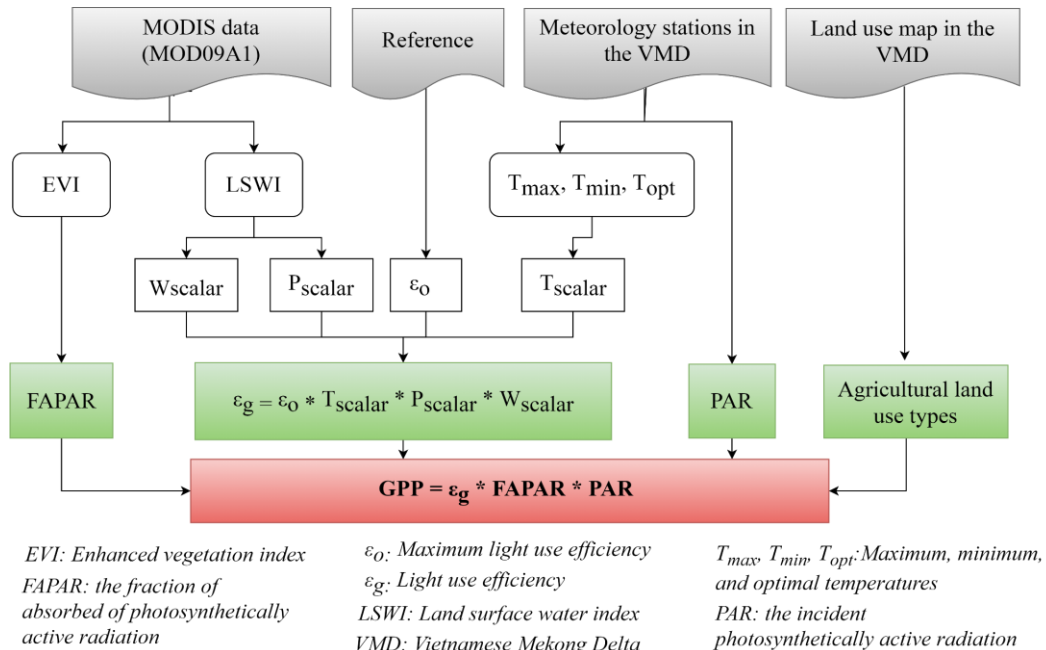 MODIS data
(MOD09A1)
Reference
Meteorology stations in
the VMD
Land use map in the
VMD
EVI
LSWI
Tmax, Tmin, Topt
Wscalar
Pscalar
εo
Tscalar
FAPAR
εg = εo * Tscalar * Pscalar * Wscalar
PAR
Agricultural land
use types
GPP = εg * FAPAR * PAR
EVI: Enhanced vegetation index
FAPAR: the fraction of
absorbed of photosynthetically
active radiation
εo: Maximum light use efficiency
εg: Light use efficiency
LSWI: Land surface water index
VMD: Vietnamese Mekong Delta
Tmax, Tmin, Topt:Maximum, minimum,
and optimal temperatures
PAR: the incident
photosynthetically active radiation